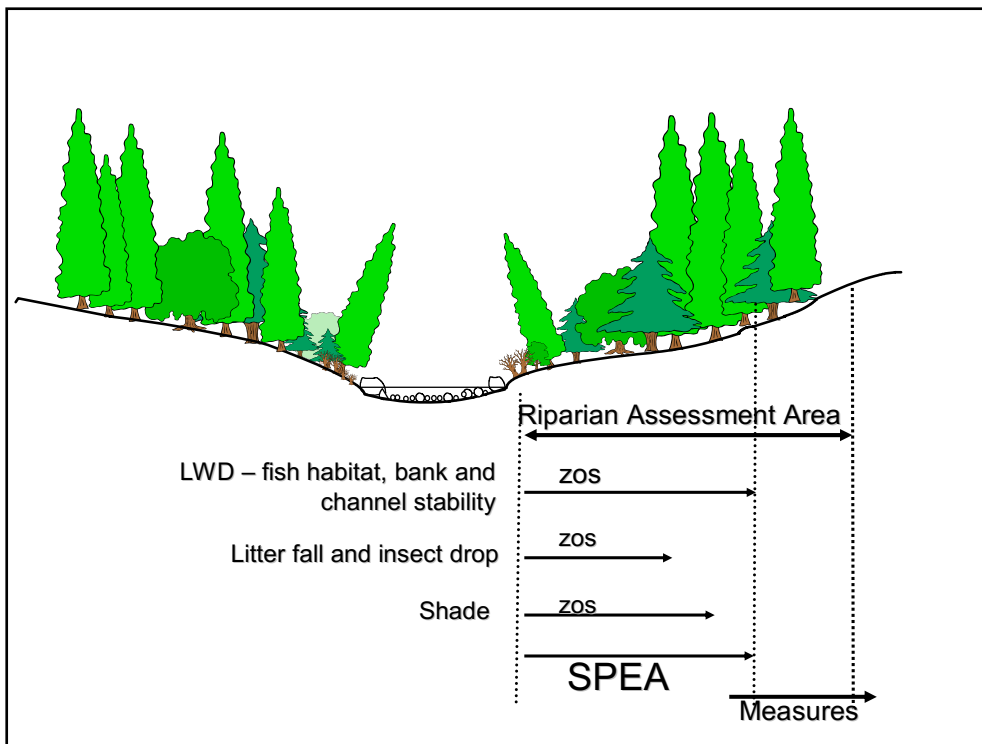 Riparian Assessment Area
LWD – fish habitat, bank and
channel stability
zos
Litter fall and insect drop
zos
Shade
zos
SPEA
Measures